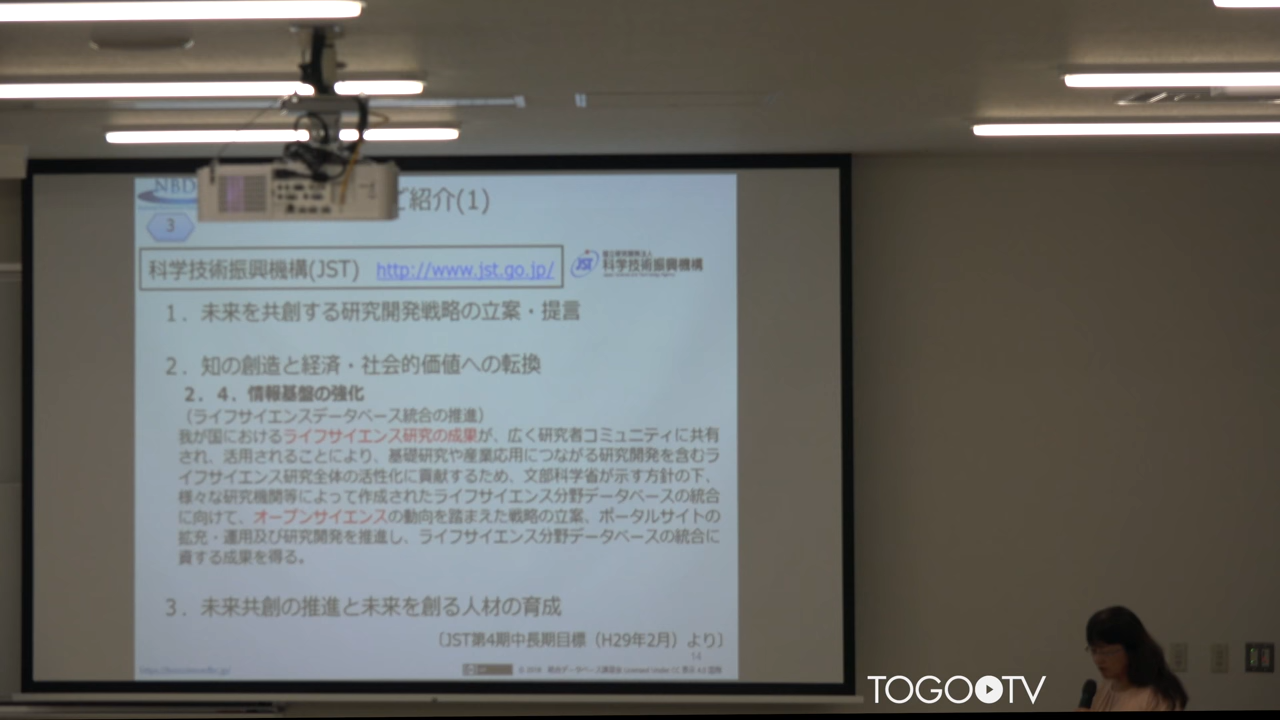 NBD
ご紹介(1)
3
科学技術振興機構(JST) http://www.jst.go.jp/
JST 国立研究開発法人
科学技術振興機構
1．未来を共創する研究開発戦略の立案・提言
2．知の創造と経済・社会的価値への転換
2．4．情報基盤の強化
（ライフサイエンスデータベース統合の推進）
我が国におけるライフサイエンス研究の成果が、広く研究者コミュニティに共有
され、活用されることにより、基礎研究や産業応用につながる研究開発を含むラ
イフサイエンス研究全体の活性化に貢献するため、文部科学省が示す方針の下、
様々な研究機関等によって作成されたライフサイエンス分野データベースの統合
に向けて、オープンサイエンスの動向を踏まえた戦略の立案、ポータルサイトの
拡充・運用及び研究開発を推進し、ライフサイエンス分野データベースの統合に
資する成果を得る。
3．未来共創の推進と未来を創る人材の育成
〔JST第4期中長期目標（H29年2月）より〕
14
TOGO TV